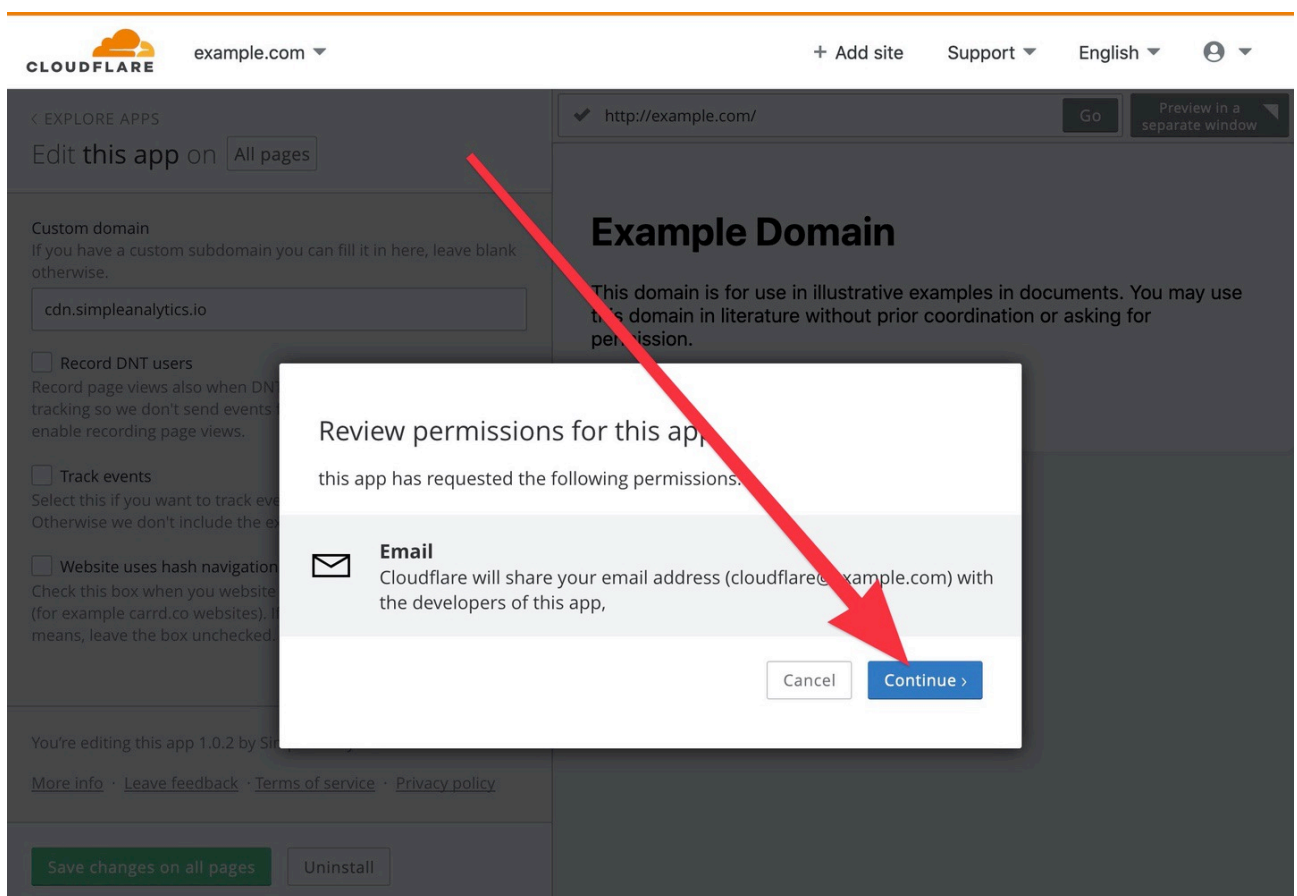 CLOUDFLARE
example.com
+ Add site
Support
English
< EXPLORE APPS
Edit this app on All pages
Custom domain
If you have a custom subdomain you can fill it in here, leave blank
otherwise.
cdn.simpleanalytics.io
Record DNT users
Record page views also when DNT
tracking so we don't send events
enable recording page views.
Track events
Select this if you want to track
Otherwise we don't include the
Website uses hash navigation
Check this box when you website
(for example carrd.co websites).
means, leave the box unchecked.
You're editing this app 1.0.2 by
More info · Leave feedback · Terms of service · Privacy policy
Save changes on all pages
Uninstall
http://example.com/
Go
Preview in a
separate window
Example Domain
This domain is for use in illustrative examples in documents. You may use
this domain in literature without prior coordination or asking for
permission.
Review permissions for this app
this app has requested the following permissions:
Email
Cloudflare will share your email address (cloudflare@example.com) with
the developers of this app,
Cancel
Continue ›